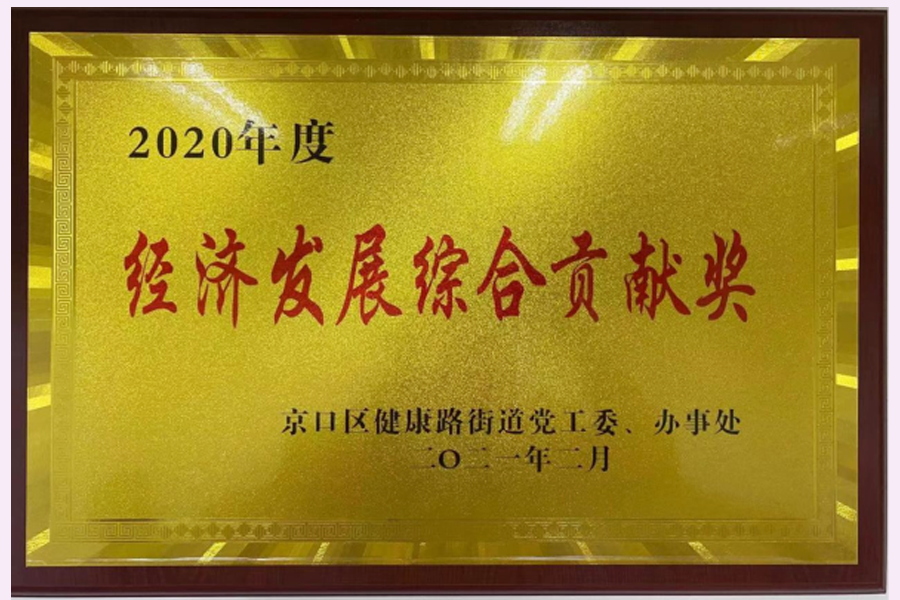 2020年度
经济发展综合贡献奖
京口区健康路街道党工委、办事处
二〇二一年二月